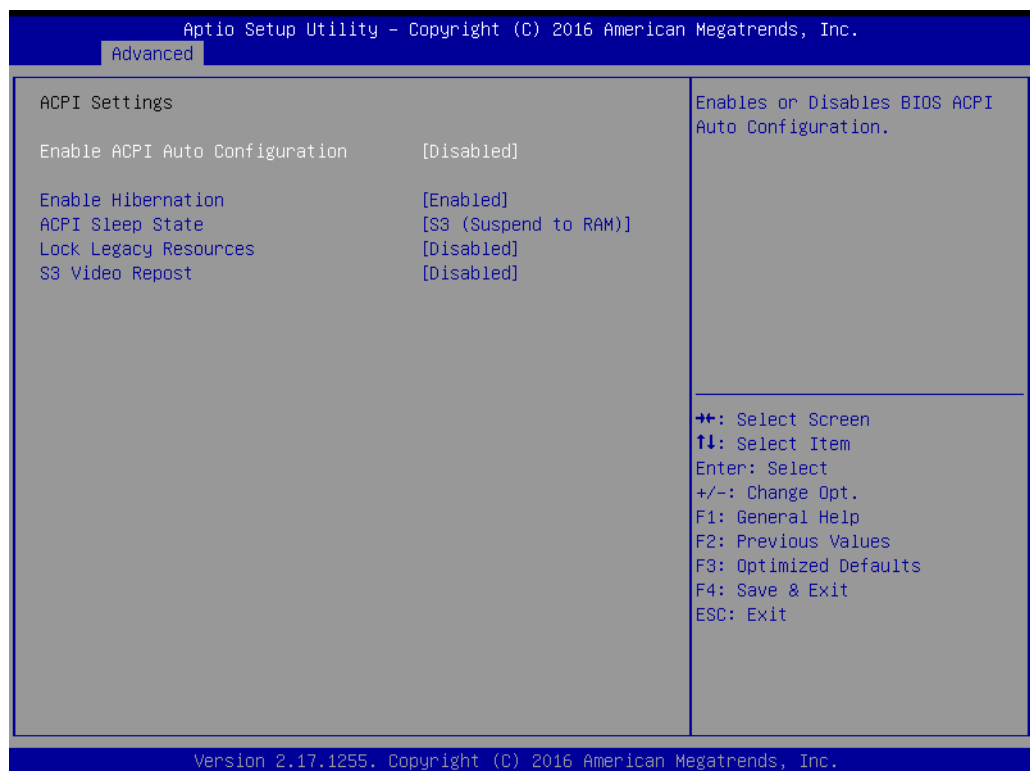 Aptio Setup Utility – Copyright (C) 2016 American Megatrends, Inc.
Advanced
ACPI Settings
Enable ACPI Auto Configuration [Disabled]
Enable Hibernation [Enabled]
ACPI Sleep State [S3 (Suspend to RAM)]
Lock Legacy Resources [Disabled]
S3 Video Repost [Disabled]
Enables or Disables BIOS ACPI
Auto Configuration.
→←: Select Screen
↑↓: Select Item
Enter: Select
+/-: Change Opt.
F1: General Help
F2: Previous Values
F3: Optimized Defaults
F4: Save & Exit
ESC: Exit
Version 2.17.1255. Copyright (C) 2016 American Megatrends, Inc.